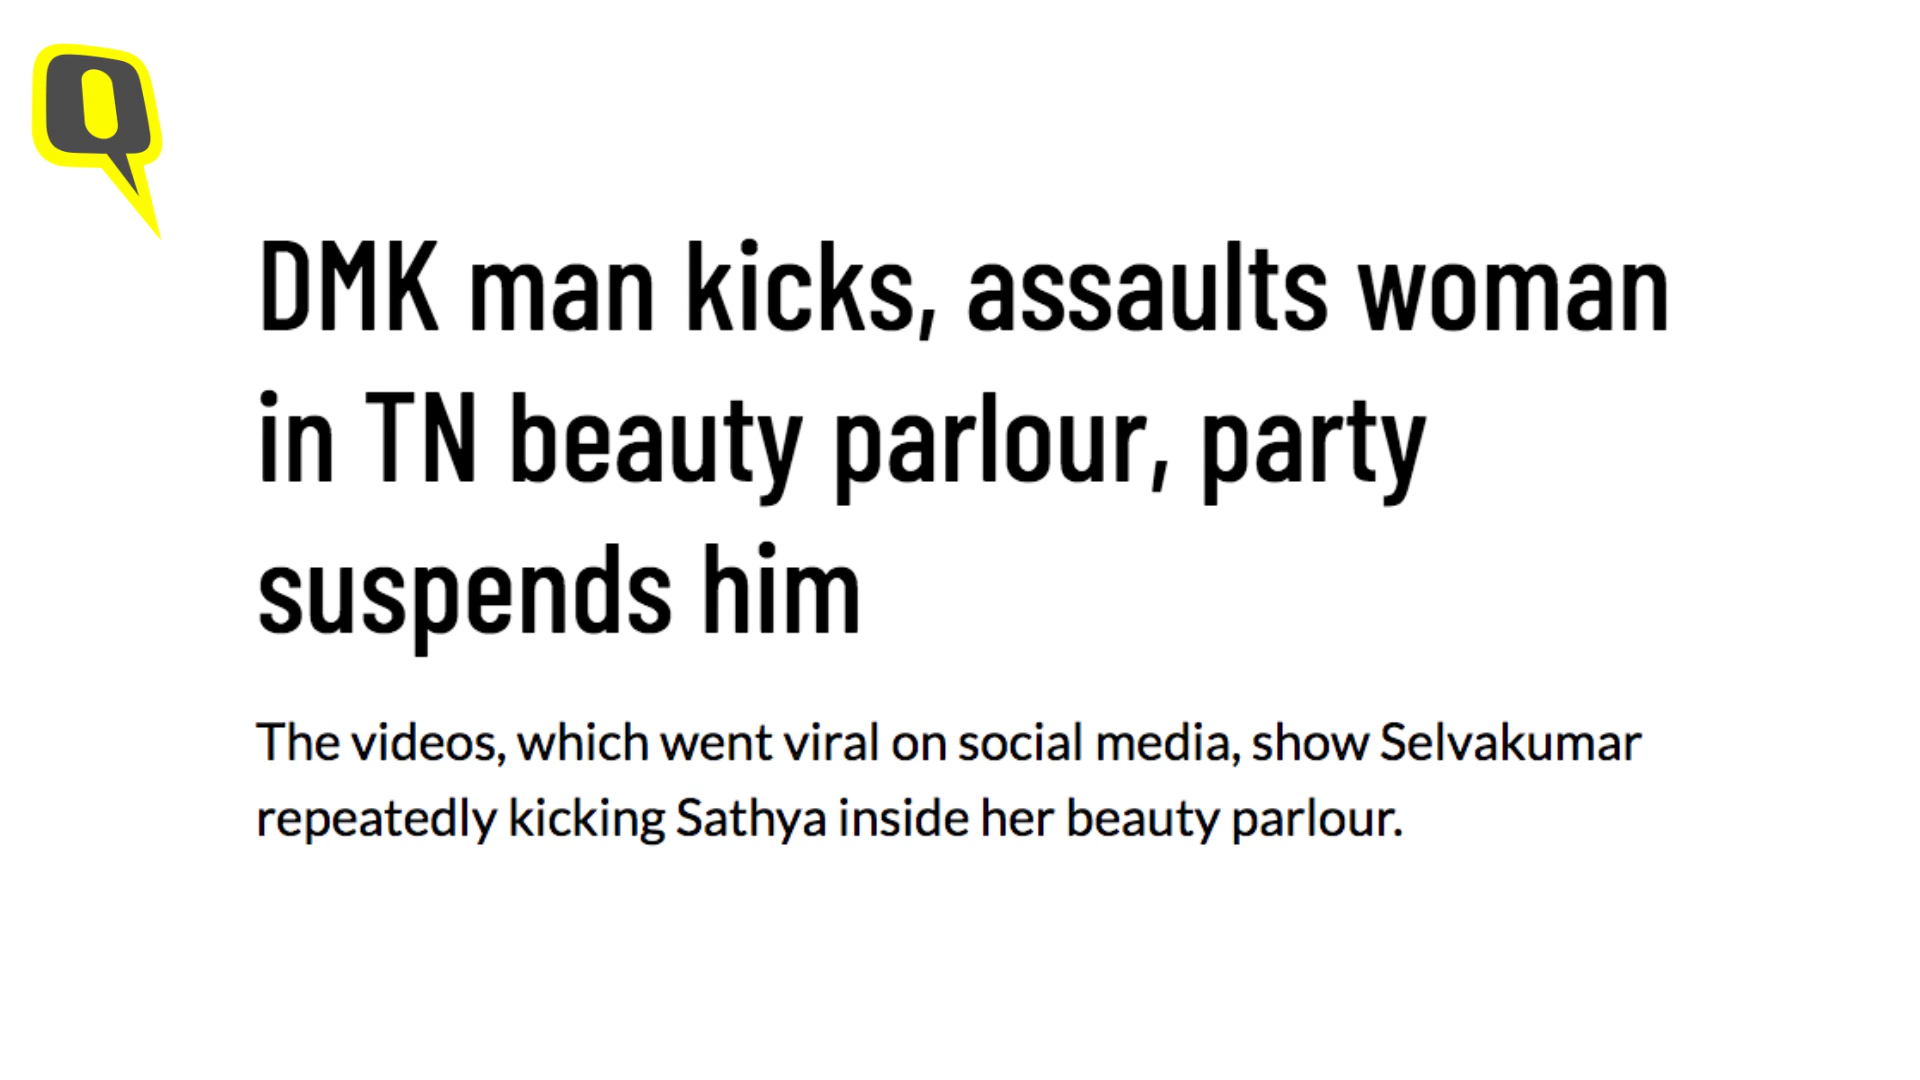 Q
DMK man kicks, assaults woman
in TN beauty parlour, party
suspends him
The videos, which went viral on social media, show Selvakumar
repeatedly kicking Sathya inside her beauty parlour.